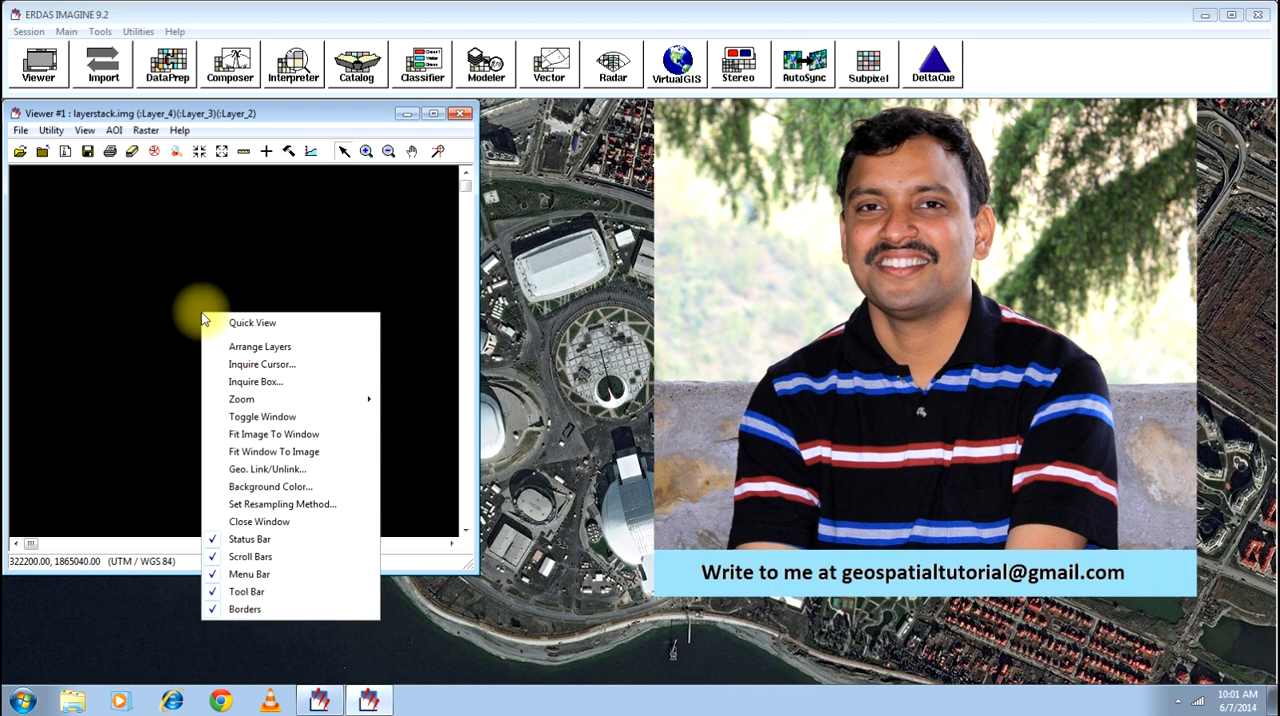 ERDAS IMAGINE 9.2
Session Main Tools Utilities Help
Viewer Import DataPrep Composer Interpreter Catalog Classifier Modeler Vector Radar VirtualGIS Stereo AutoSync Subpixel DeltaCue
Viewer #1 : layerstack.img (:Layer_4)(:Layer_3)(:Layer_2)
File Utility View AOI Raster Help
Quick View
Arrange Layers
Inquire Cursor...
Inquire Box...
Zoom
Toggle Window
Fit Image To Window
Fit Window To Image
Geo. Link/Unlink...
Background Color...
Set Resampling Method...
Close Window
Status Bar
Scroll Bars
Menu Bar
Tool Bar
Borders
322200.00, 1865040.00 (UTM / WGS 84)
Write to me at geospatialtutorial@gmail.com
10:01 AM
6/7/2014